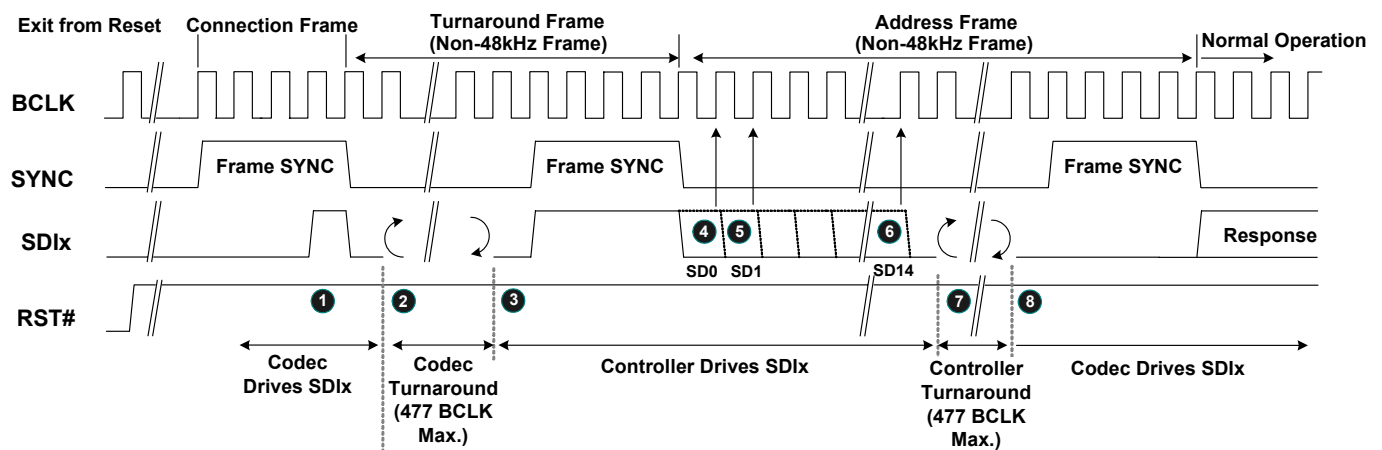 Exit from Reset
Connection Frame
Turnaround Frame
(Non-48kHz Frame)
Address Frame
(Non-48kHz Frame)
Normal Operation
BCLK
SYNC
Frame SYNC
Frame SYNC
Frame SYNC
SDIx
4
5
6
Response
SD0
SD1
SD14
RST#
1
2
3
7
8
Codec
Drives SDIx
Codec
Turnaround
(477 BCLK
Max.)
Controller Drives SDIx
Controller
Turnaround
(477 BCLK
Max.)
Codec Drives SDIx